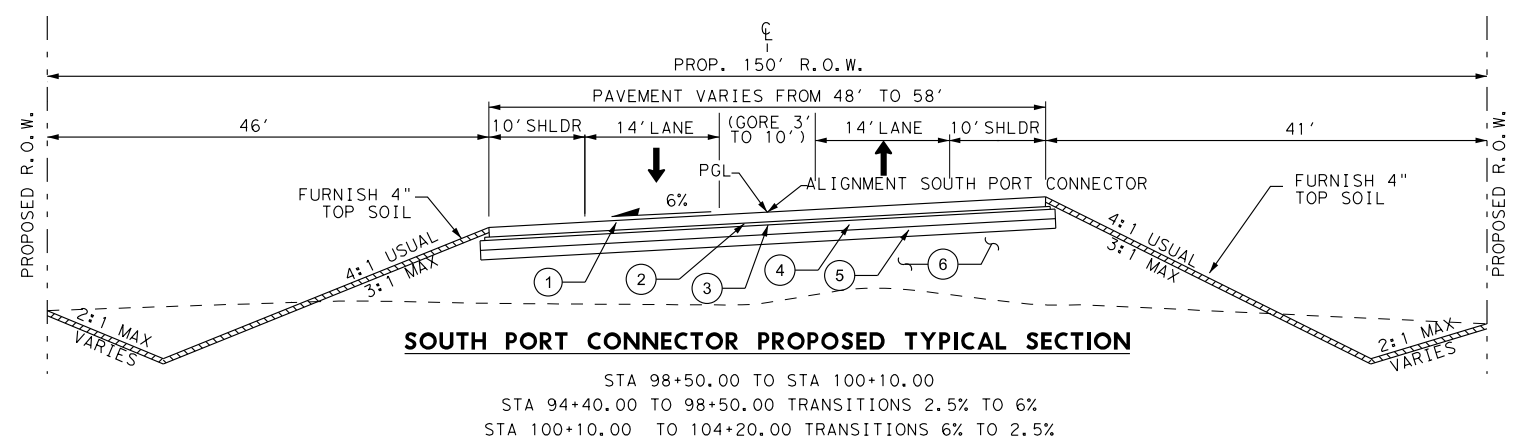 ℄
PROP. 150' R.O.W.
PAVEMENT VARIES FROM 48' TO 58'
46'
10' SHLDR
14' LANE
(GORE 3'
TO 10')
14' LANE
10' SHLDR
41'
PROPOSED R.O.W.
PROPOSED R.O.W.
PGL
ALIGNMENT SOUTH PORT CONNECTOR
FURNISH 4"
TOP SOIL
6%
FURNISH 4"
TOP SOIL
4:1 USUAL
3:1 MAX
4:1 USUAL
3:1 MAX
1
2
3
4
5
6
2:1 MAX
VARIES
2:1 MAX
VARIES
SOUTH PORT CONNECTOR PROPOSED TYPICAL SECTION
STA 98+50.00 TO STA 100+10.00
STA 94+40.00 TO 98+50.00 TRANSITIONS 2.5% TO 6%
STA 100+10.00 TO 104+20.00 TRANSITIONS 6% TO 2.5%